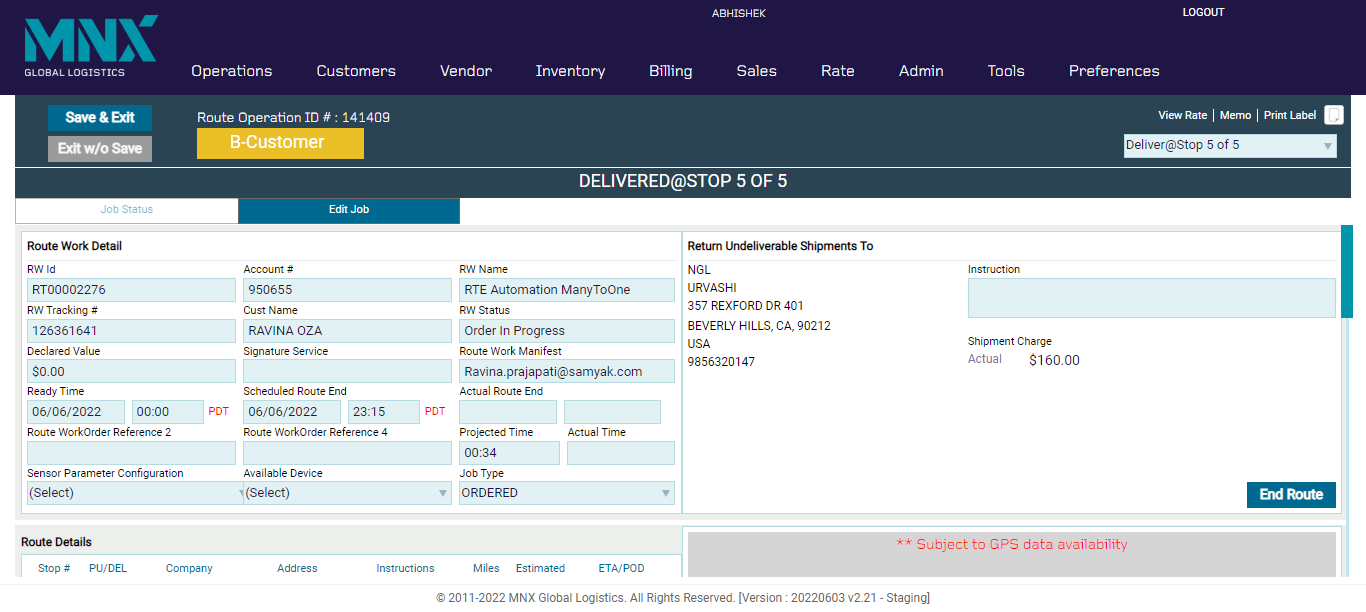 ABHISHEK
LOGOUT
MNX
GLOBAL LOGISTICS
Operations Customers Vendor Inventory Billing Sales Rate Admin Tools Preferences
Save & Exit
Route Operation ID # : 141409
View Rate | Memo | Print Label
Exit w/o Save
B-Customer
Deliver@Stop 5 of 5
DELIVERED@STOP 5 OF 5
Job Status Edit Job
Route Work Detail
RW Id Account # RW Name
RT00002276 950655 RTE Automation ManyToOne
RW Tracking # Cust Name RW Status
126361641 RAVINA OZA Order In Progress
Declared Value Signature Service Route Work Manifest
$0.00 Ravina.prajapati@samyak.com
Ready Time Scheduled Route End Actual Route End
06/06/2022 00:00 PDT 06/06/2022 23:15 PDT
Route WorkOrder Reference 2 Route WorkOrder Reference 4 Projected Time Actual Time
00:34
Sensor Parameter Configuration Available Device Job Type
(Select) (Select) ORDERED
Return Undeliverable Shipments To
NGL
URVASHI
357 REXFORD DR 401
BEVERLY HILLS, CA, 90212
USA
9856320147
Instruction
Shipment Charge
Actual $160.00
End Route
Route Details
Stop # PU/DEL Company Address Instructions Miles Estimated ETA/POD
** Subject to GPS data availability
© 2011-2022 MNX Global Logistics. All Rights Reserved. [Version : 20220603 v2.21 - Staging]